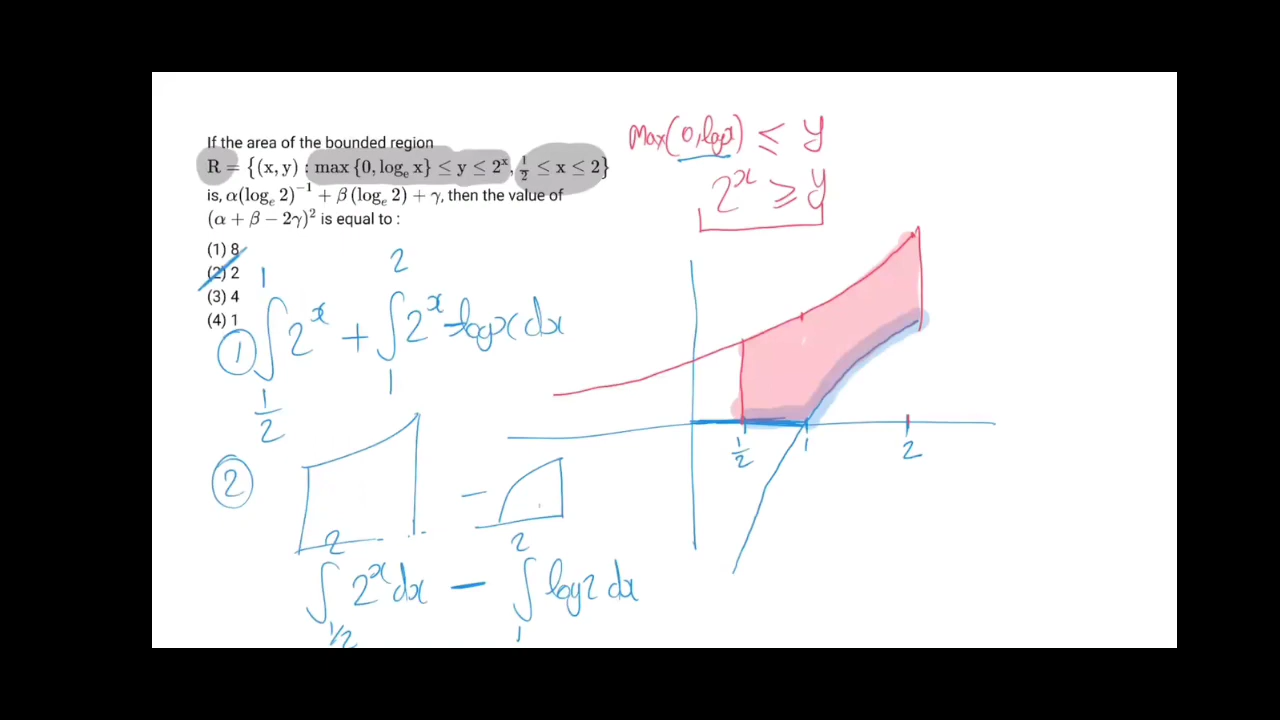 If the area of the bounded region
R = {(x, y) : max {0, logₑ x} ≤ y ≤ 2ˣ, 1/2 ≤ x ≤ 2}
is, α(logₑ 2)⁻¹ + β (logₑ 2) + γ, then the value of
(α + β − 2γ)² is equal to :
(1) 8
(2) 2
(3) 4
(4) 1
Max(0, logx) ≤ y
2ˣ ≥ y
① ∫_{1/2}^{1} 2ˣ + ∫_{1}^{2} 2ˣ - logx dx
②
−
∫_{1/2}^{2} 2ˣ dx − ∫_{1}^{2} logx dx
1/2 1 2